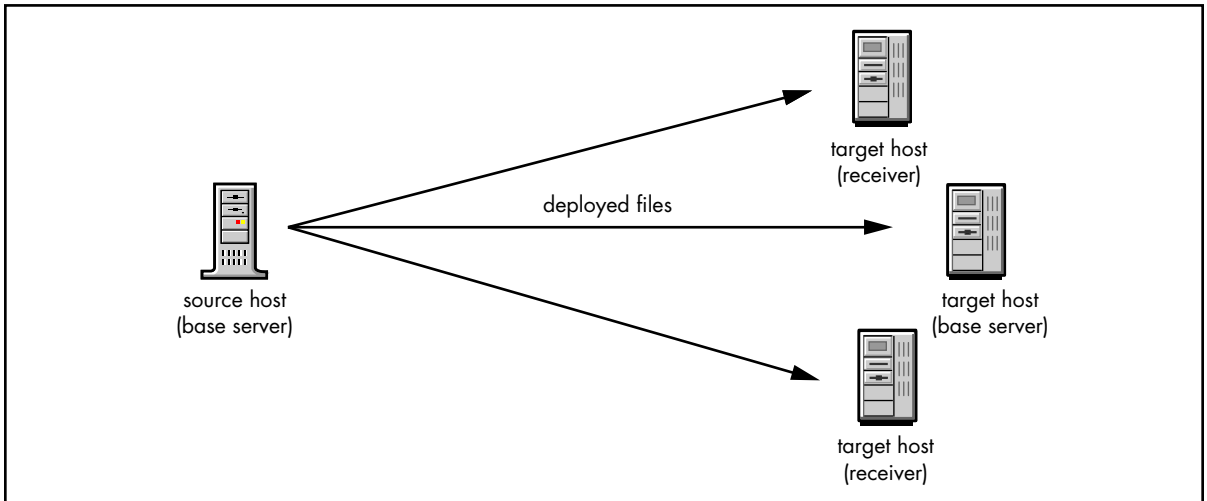 target host
(receiver)
deployed files
source host
(base server)
target host
(base server)
target host
(receiver)